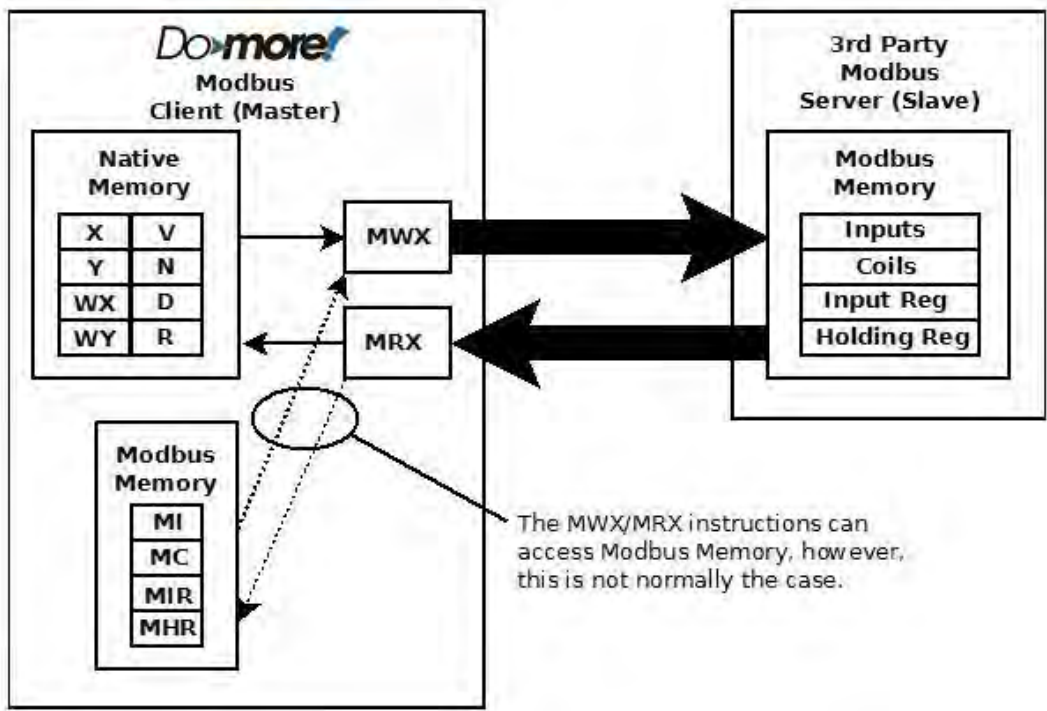 Do-more!
Modbus
Client (Master)
Native
Memory
X V
Y N
WX D
WY R
MWX
MRX
Modbus
Memory
MI
MC
MIR
MHR
3rd Party
Modbus
Server (Slave)
Modbus
Memory
Inputs
Coils
Input Reg
Holding Reg
The MWX/MRX instructions can
access Modbus Memory, however,
this is not normally the case.